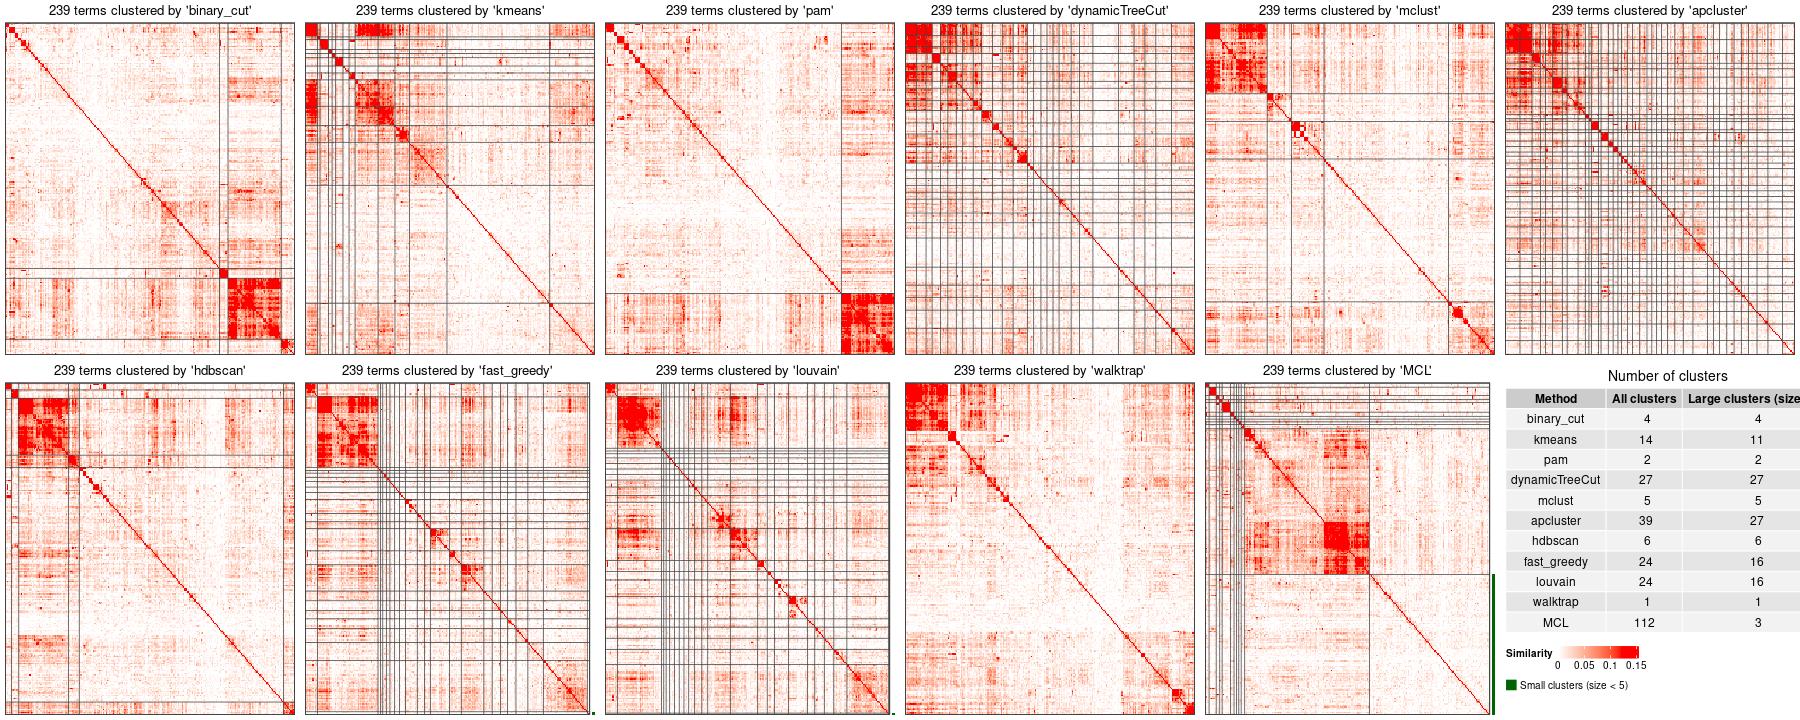 239 terms clustered by 'binary_cut'
239 terms clustered by 'kmeans'
239 terms clustered by 'pam'
239 terms clustered by 'dynamicTreeCut'
239 terms clustered by 'mclust'
239 terms clustered by 'apcluster'
239 terms clustered by 'hdbscan'
239 terms clustered by 'fast_greedy'
239 terms clustered by 'louvain'
239 terms clustered by 'walktrap'
239 terms clustered by 'MCL'
Number of clusters
Method All clusters Large clusters (size
binary_cut 4 4
kmeans 14 11
pam 2 2
dynamicTreeCut 27 27
mclust 5 5
apcluster 39 27
hdbscan 6 6
fast_greedy 24 16
louvain 24 16
walktrap 1 1
MCL 112 3
Similarity
0 0.05 0.1 0.15
Small clusters (size < 5)